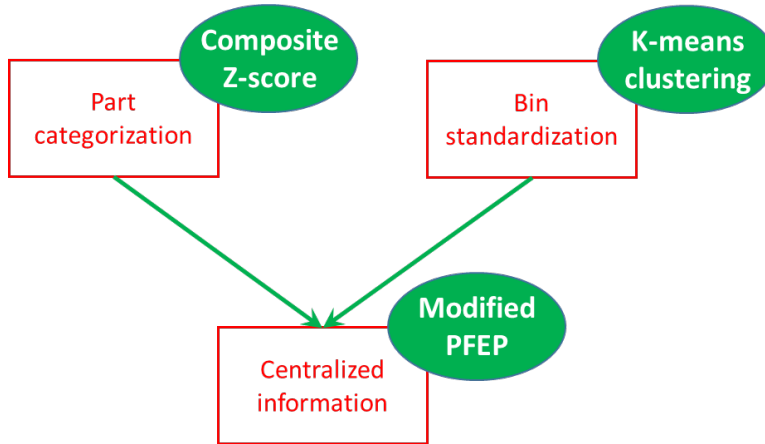 Composite
Z-score
Part
categorization
K-means
clustering
Bin
standardization
Modified
PFEP
Centralized
information